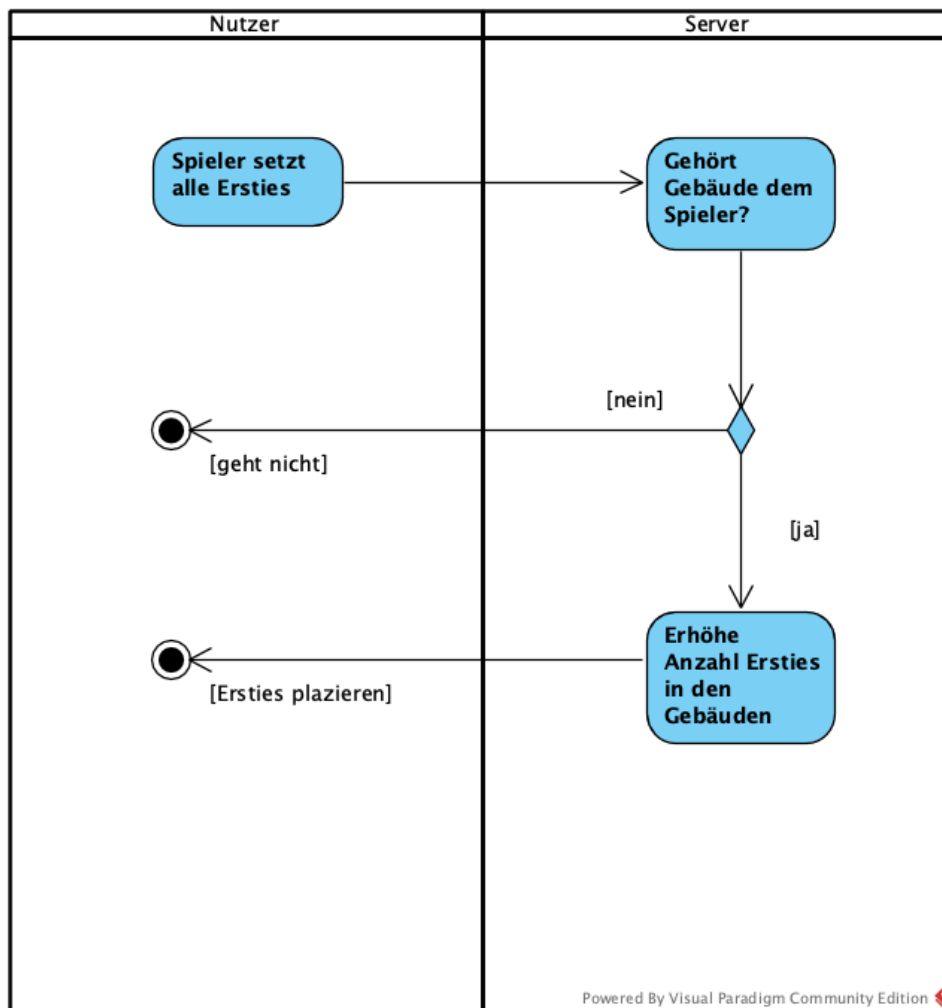 Nutzer
Server
Spieler setzt
alle Ersties
Gehört
Gebäude dem
Spieler?
[nein]
[geht nicht]
[ja]
Erhöhe
Anzahl Ersties
in den
Gebäuden
[Ersties plazieren]
Powered By Visual Paradigm Community Edition